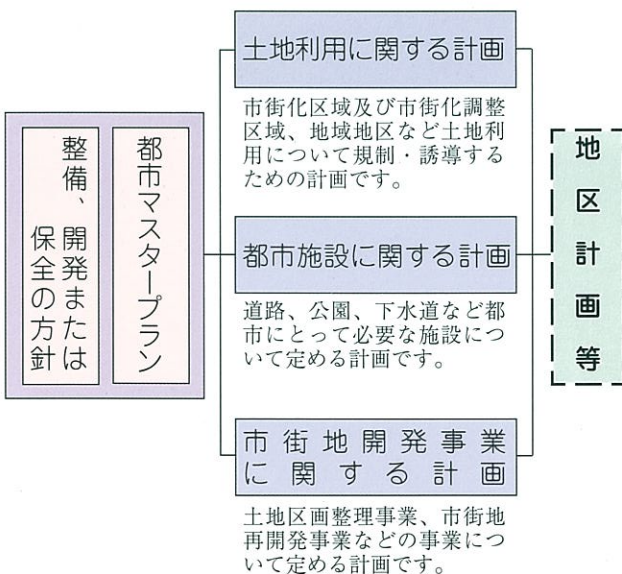 整備、開発または
保全の方針
都市マスタープラン
土地利用に関する計画
市街化区域及び市街化調整
区域、地域地区など土地利
用について規制・誘導する
ための計画です。
都市施設に関する計画
道路、公園、下水道など都
市にとって必要な施設につ
いて定める計画です。
市街地開発事業
に関する計画
土地区画整理事業、市街地
再開発事業などの事業につ
いて定める計画です。
地区計画等